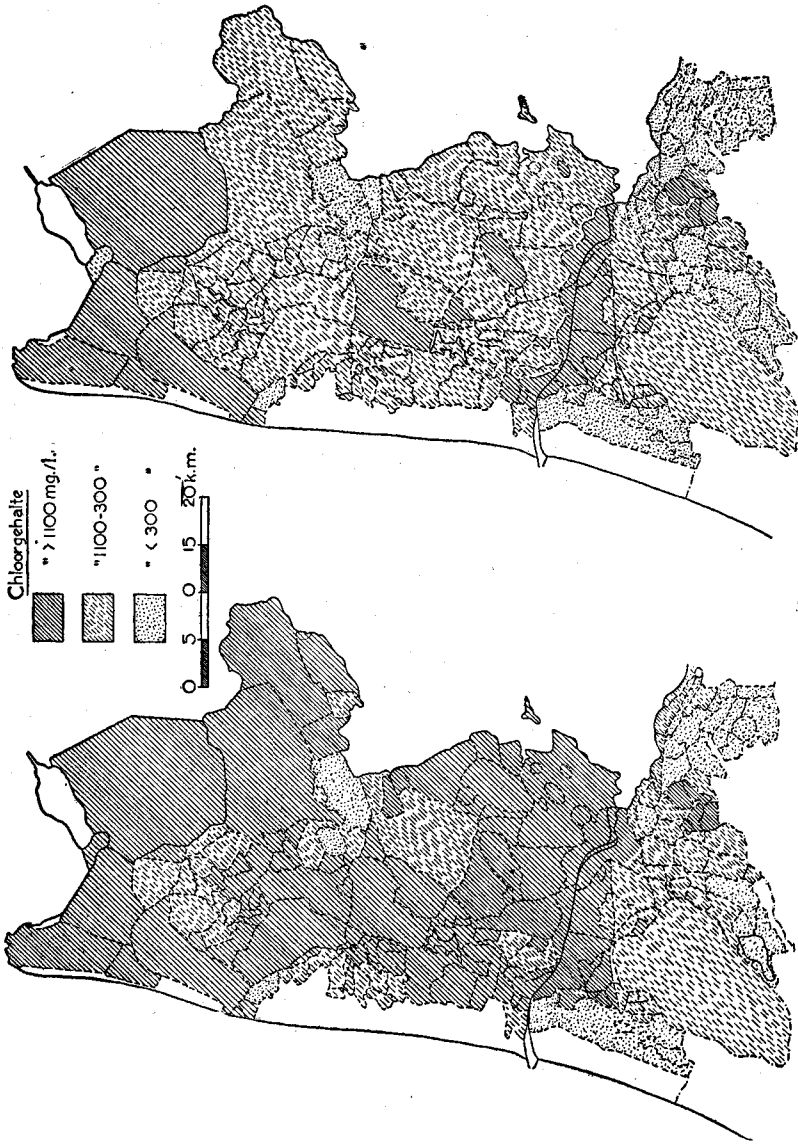 Chloorgehalte
" > 1100 mg./l.
" 1100-300 "
" < 300 "
0 5 0 15 20 k.m.